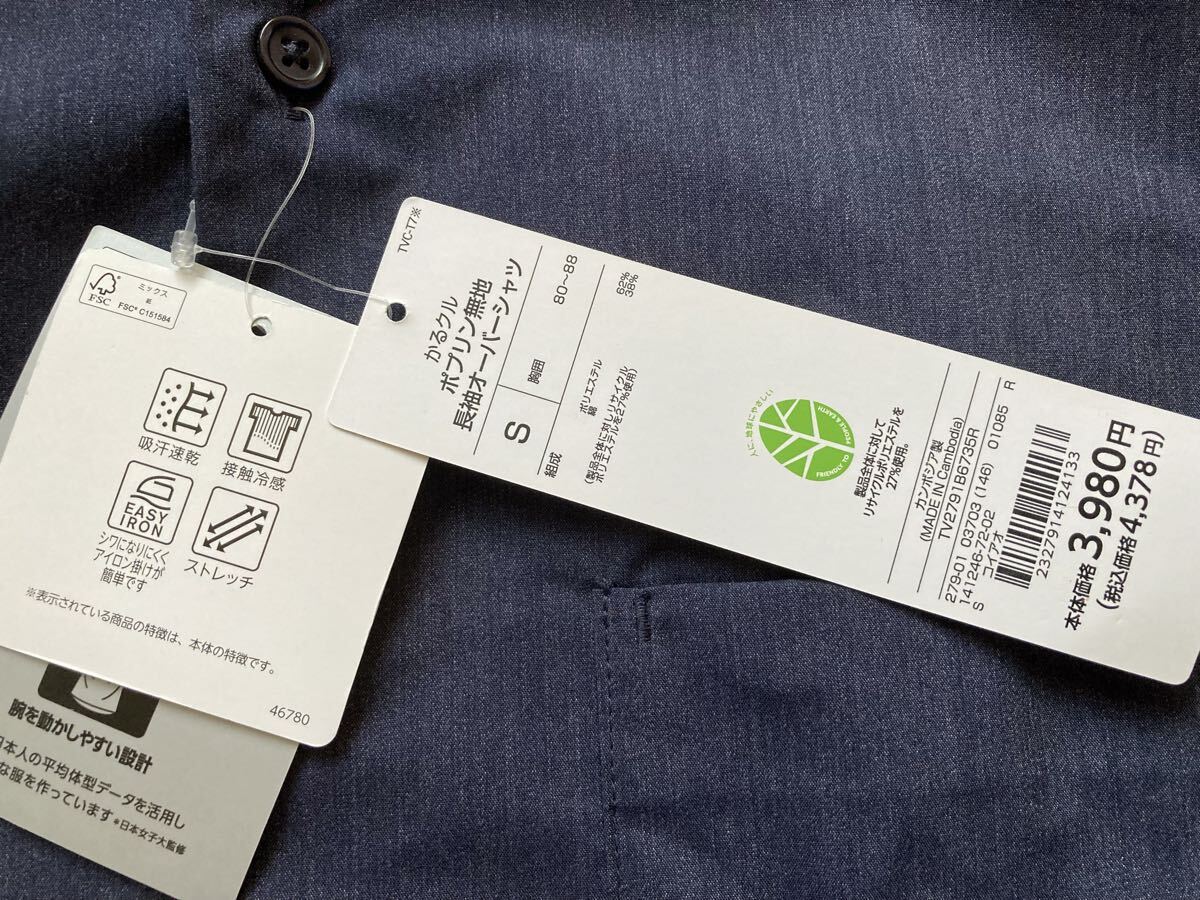 FSC
ミックス
紙
FSC® C151584
吸汗速乾
接触冷感
EASY
IRON
シワになりにくく
アイロン掛けが
簡単です
ストレッチ
※表示されている商品の特徴は、本体の特徴です。
46780
腕を動かしやすい設計
日本人の平均体型データを活用し
な服を作っています *日本女子大監修
TVC-T7※
かるクル
ポプリン無地
長袖オーバーシャツ
S
胸囲
80～88
組成
ポリエステル 62%
綿 38%
(製品全体に対しリサイクル
ポリエステルを27%使用)
人に、地球にやさしい
FRIENDLY TO PEOPLE & EARTH
製品全体に対して
リサイクルポリエステルを
27%使用。
カンボジア製
(MADE IN Cambodia)
TV27911B6735R
279-01 03703 (146) 01085 R
141246-72-02
S コイアオ
2327914124133
本体価格 3,980円
(税込価格 4,378円)